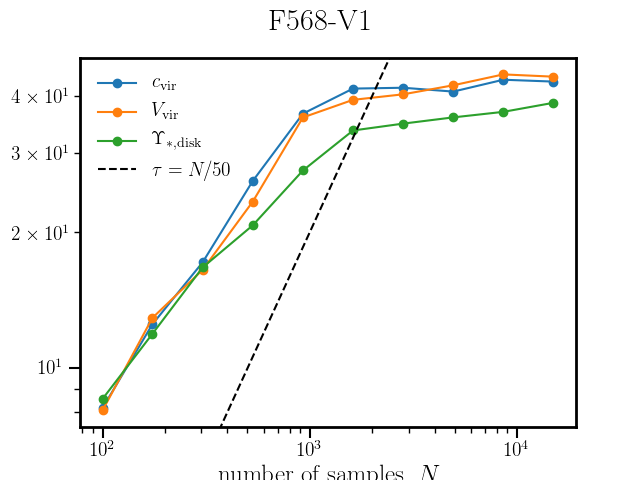 F568-V1
c_vir
V_vir
Υ_{*,disk}
τ = N/50
4 × 10^1
3 × 10^1
2 × 10^1
10^1
10^2 10^3 10^4
number of samples, N